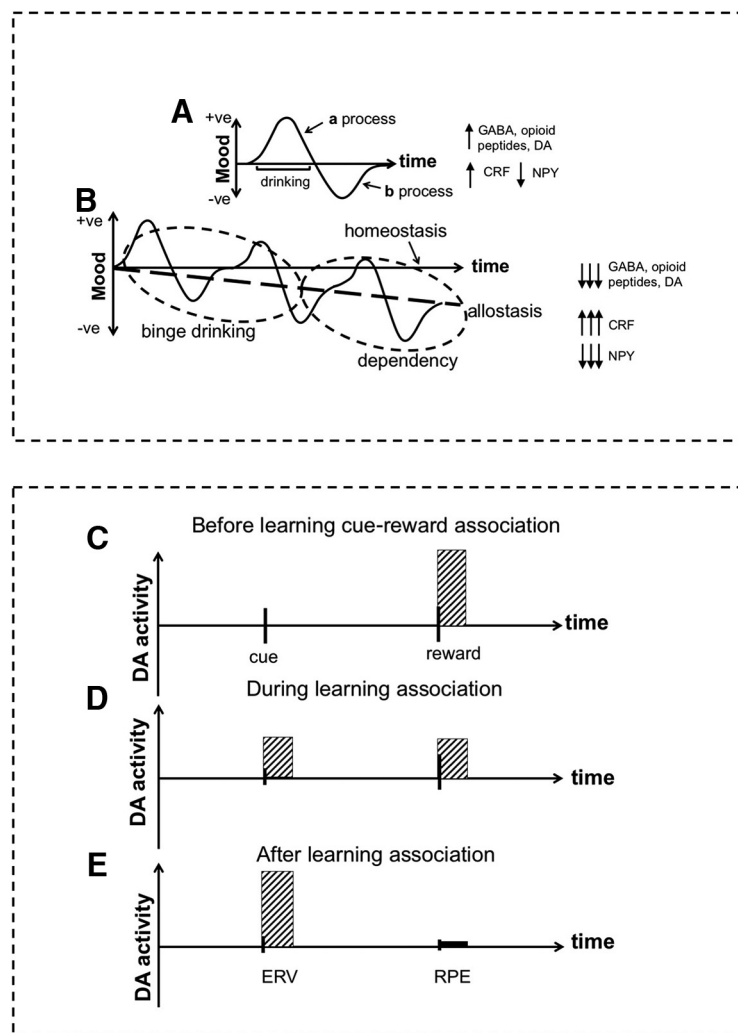 A
+ve
Mood
-ve
a process
time
drinking
b process
GABA, opioid
peptides, DA
CRF
NPY
B
+ve
Mood
-ve
homeostasis
time
allostasis
binge drinking
dependency
GABA, opioid
peptides, DA
CRF
NPY
C
Before learning cue-reward association
DA activity
time
cue
reward
D
During learning association
DA activity
time
E
After learning association
DA activity
time
ERV
RPE